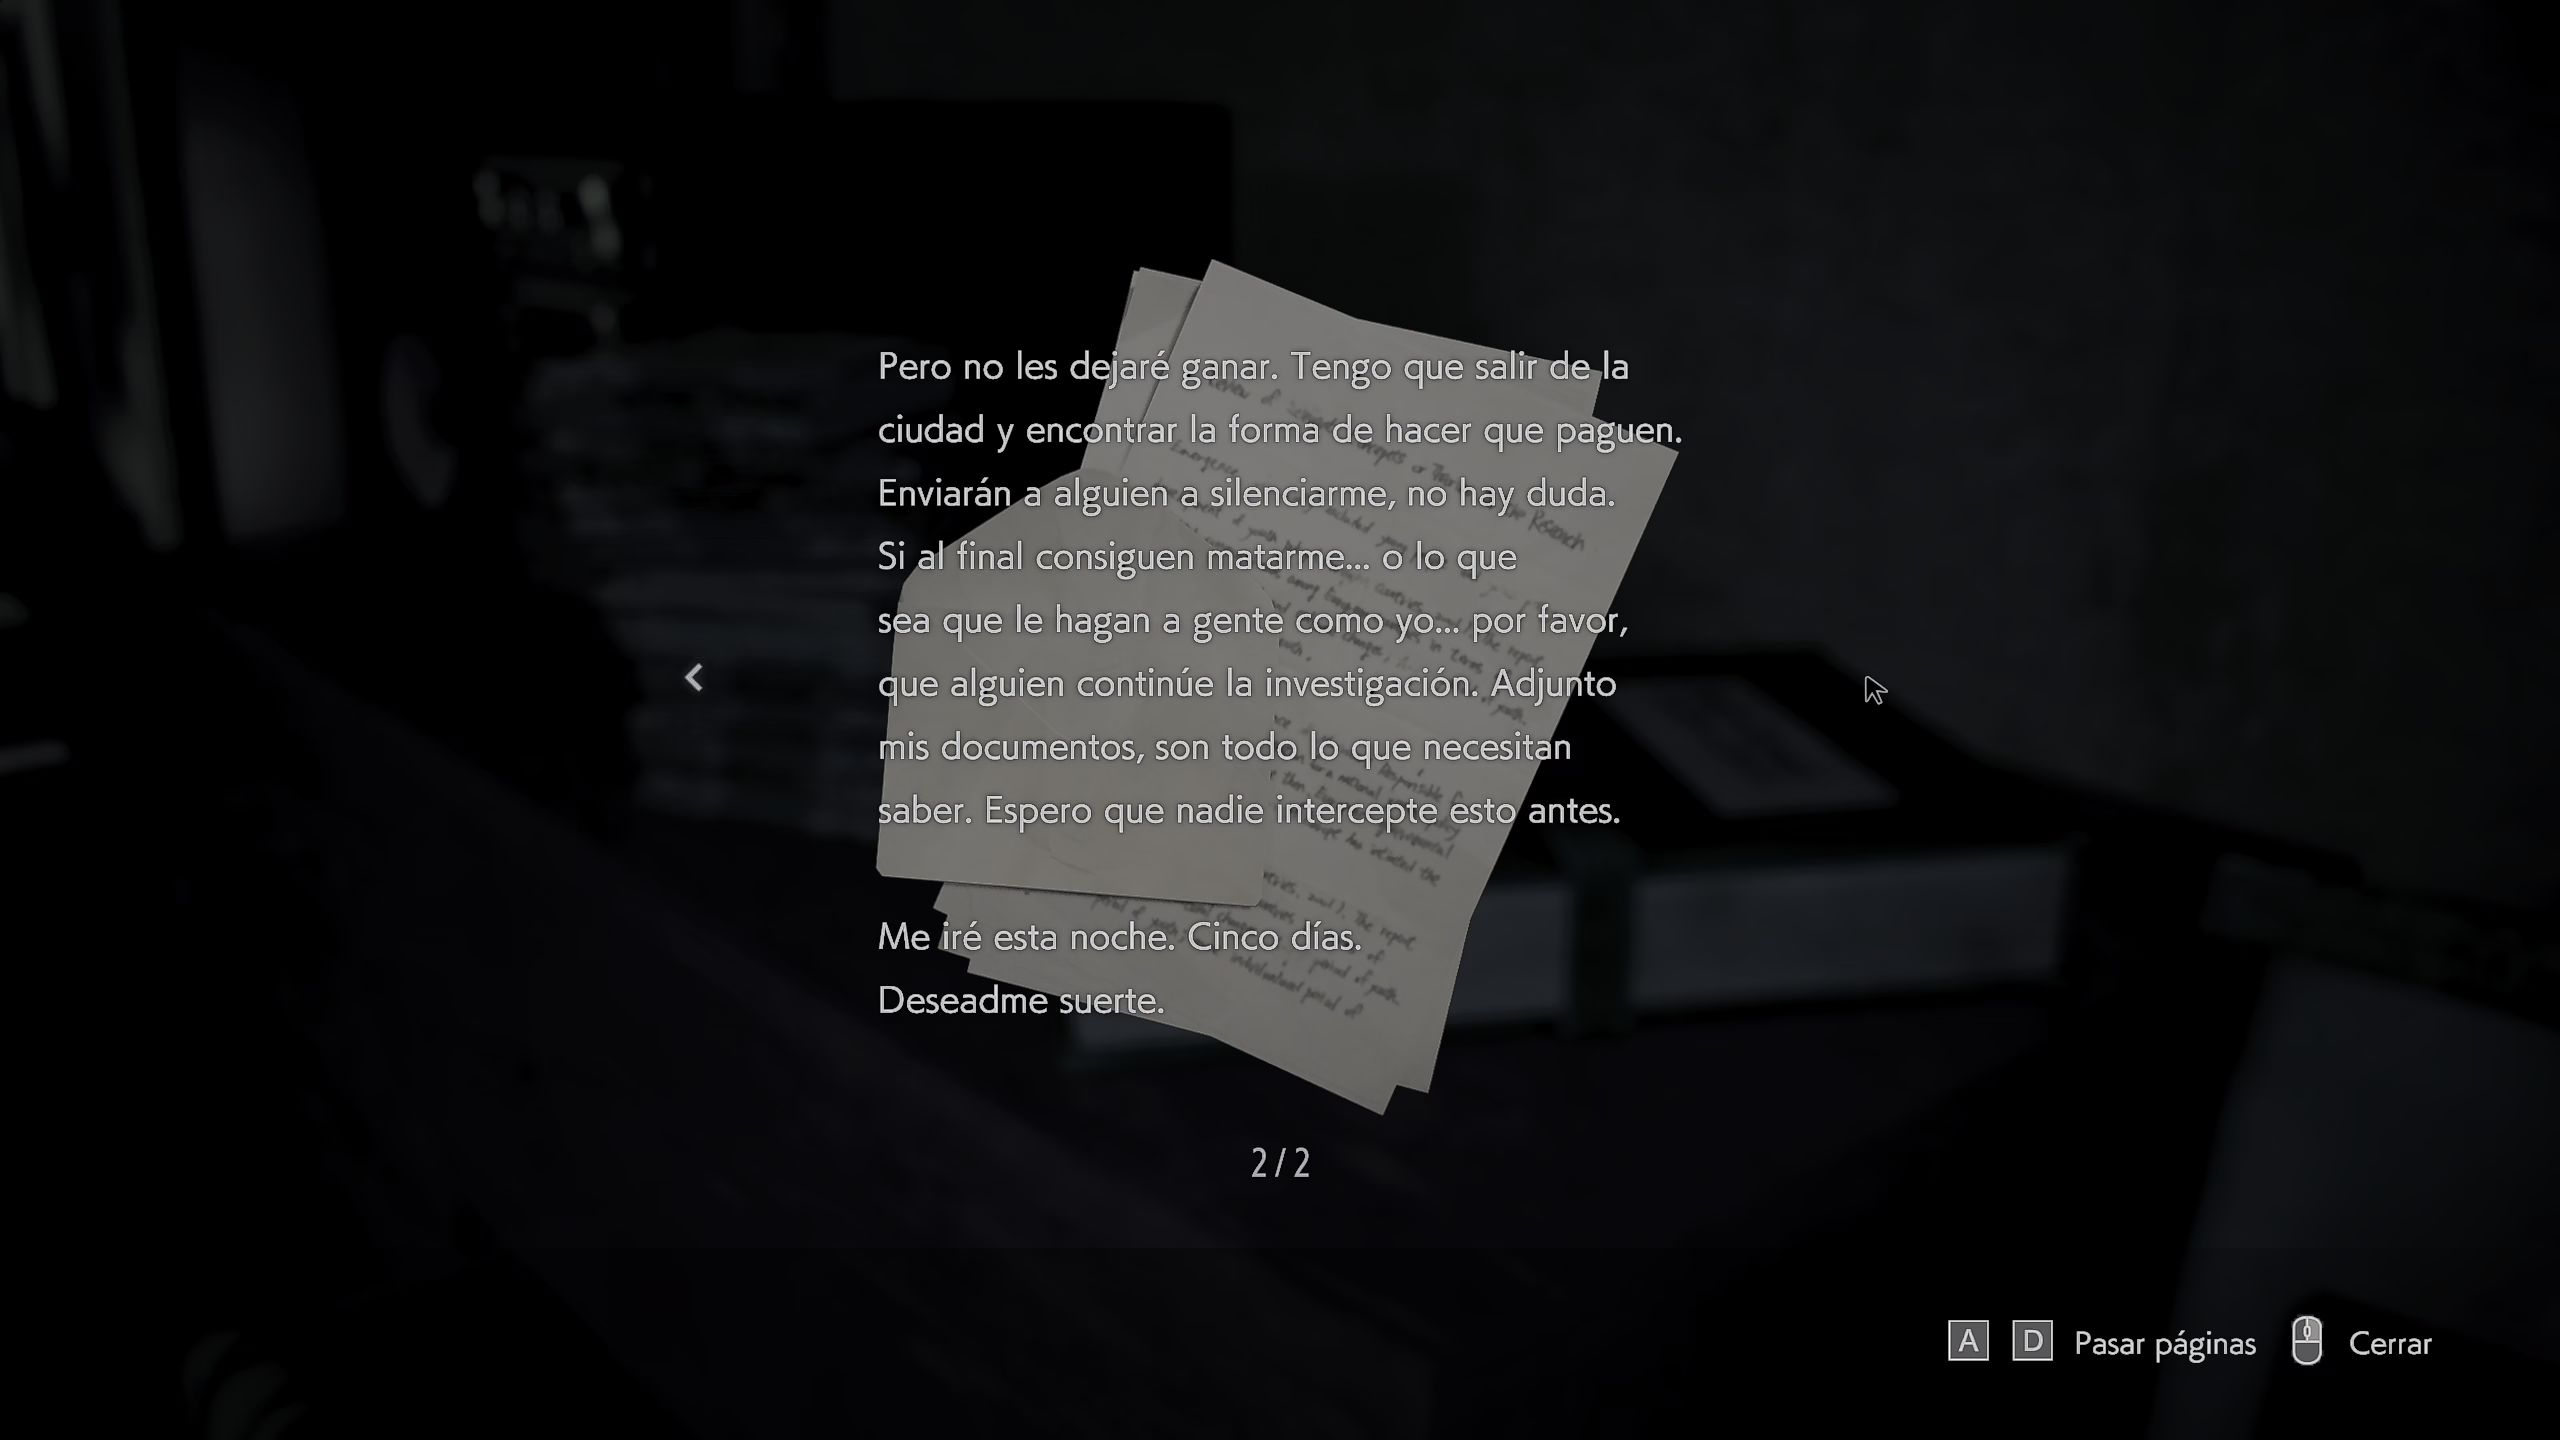 Pero no les dejaré ganar. Tengo que salir de la
ciudad y encontrar la forma de hacer que paguen.
Enviarán a alguien a silenciarme, no hay duda.
Si al final consiguen matarme... o lo que
sea que le hagan a gente como yo... por favor,
que alguien continúe la investigación. Adjunto
mis documentos, son todo lo que necesitan
saber. Espero que nadie intercepte esto antes.
Me iré esta noche. Cinco días.
Deseadme suerte.
2 / 2
A D Pasar páginas Cerrar